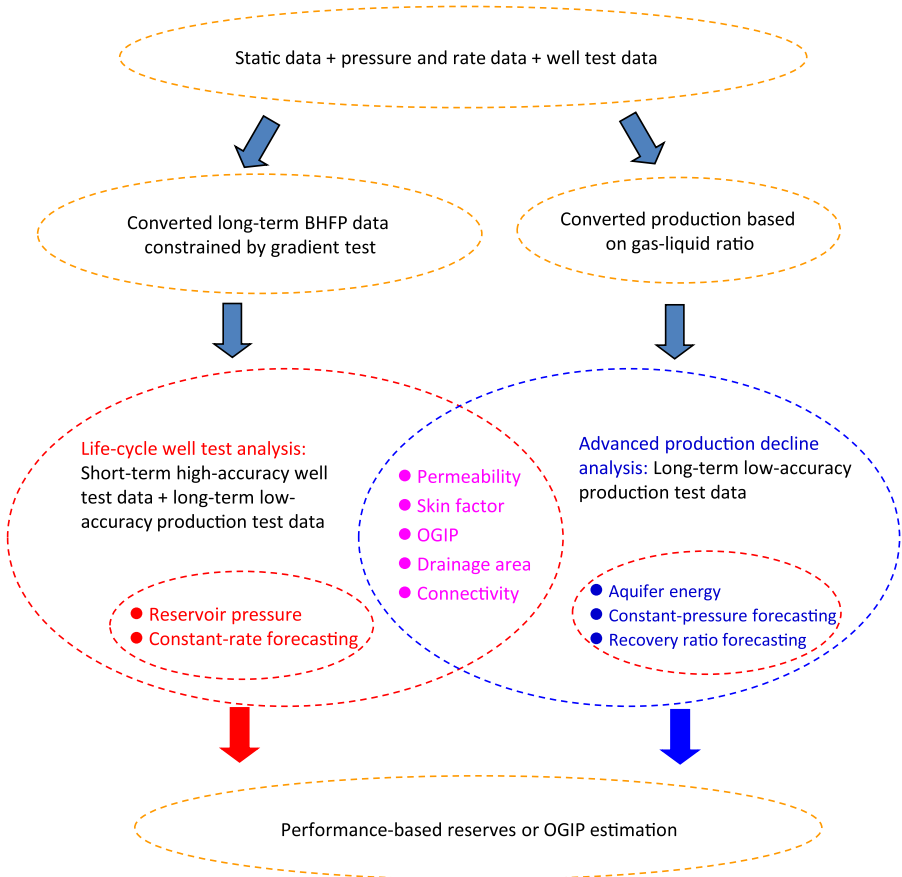 Static data + pressure and rate data + well test data
Converted long-term BHFP data
constrained by gradient test
Converted production based
on gas-liquid ratio
Life-cycle well test analysis:
Short-term high-accuracy well
test data + long-term low-
accuracy production test data
Permeability
Skin factor
OGIP
Drainage area
Connectivity
Advanced production decline
analysis: Long-term low-accuracy
production test data
Reservoir pressure
Constant-rate forecasting
Aquifer energy
Constant-pressure forecasting
Recovery ratio forecasting
Performance-based reserves or OGIP estimation